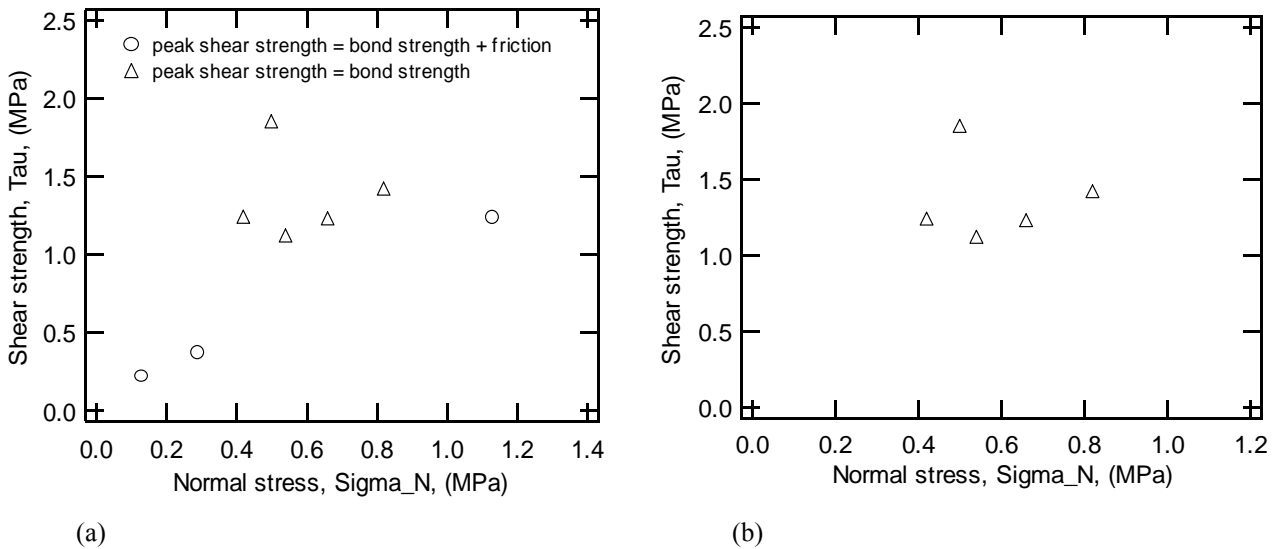 2.5
2.0
1.5
1.0
0.5
0.0
Shear strength, Tau, (MPa)
peak shear strength = bond strength + friction
peak shear strength = bond strength
0.0 0.2 0.4 0.6 0.8 1.0 1.2 1.4
Normal stress, Sigma_N, (MPa)
(a)
2.5
2.0
1.5
1.0
0.5
0.0
Shear strength, Tau, (MPa)
0.0 0.2 0.4 0.6 0.8 1.0 1.2
Normal stress, Sigma_N, (MPa)
(b)